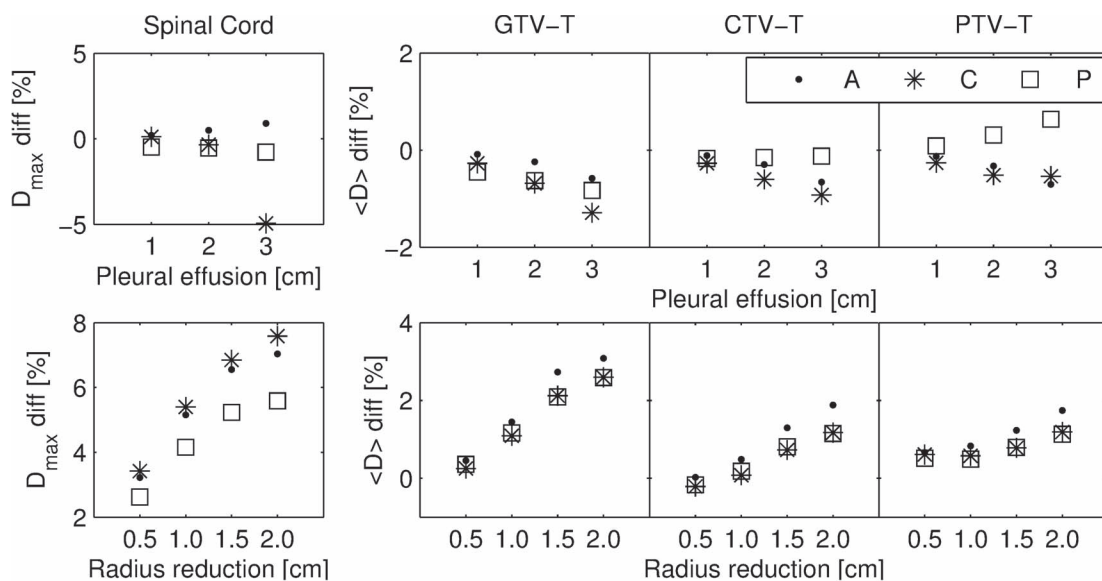 Spinal Cord
GTV−T
CTV−T
PTV−T
5
0
−5
D_max diff [%]
1 2 3
Pleural effusion [cm]
2
0
−2
<D> diff [%]
A C P
1 2 3
1 2 3
1 2 3
Pleural effusion [cm]
8
6
4
2
D_max diff [%]
0.5 1.0 1.5 2.0
Radius reduction [cm]
4
2
0
<D> diff [%]
0.5 1.0 1.5 2.0
0.5 1.0 1.5 2.0
0.5 1.0 1.5 2.0
Radius reduction [cm]